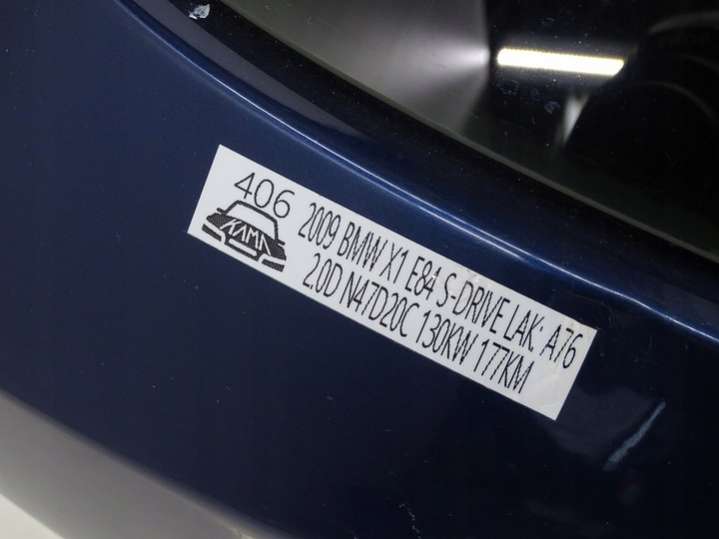 406
KAMA
2009 BMW X1 E84 S-DRIVE LAK: A76
2.0D N47D20C 130KW 177KM